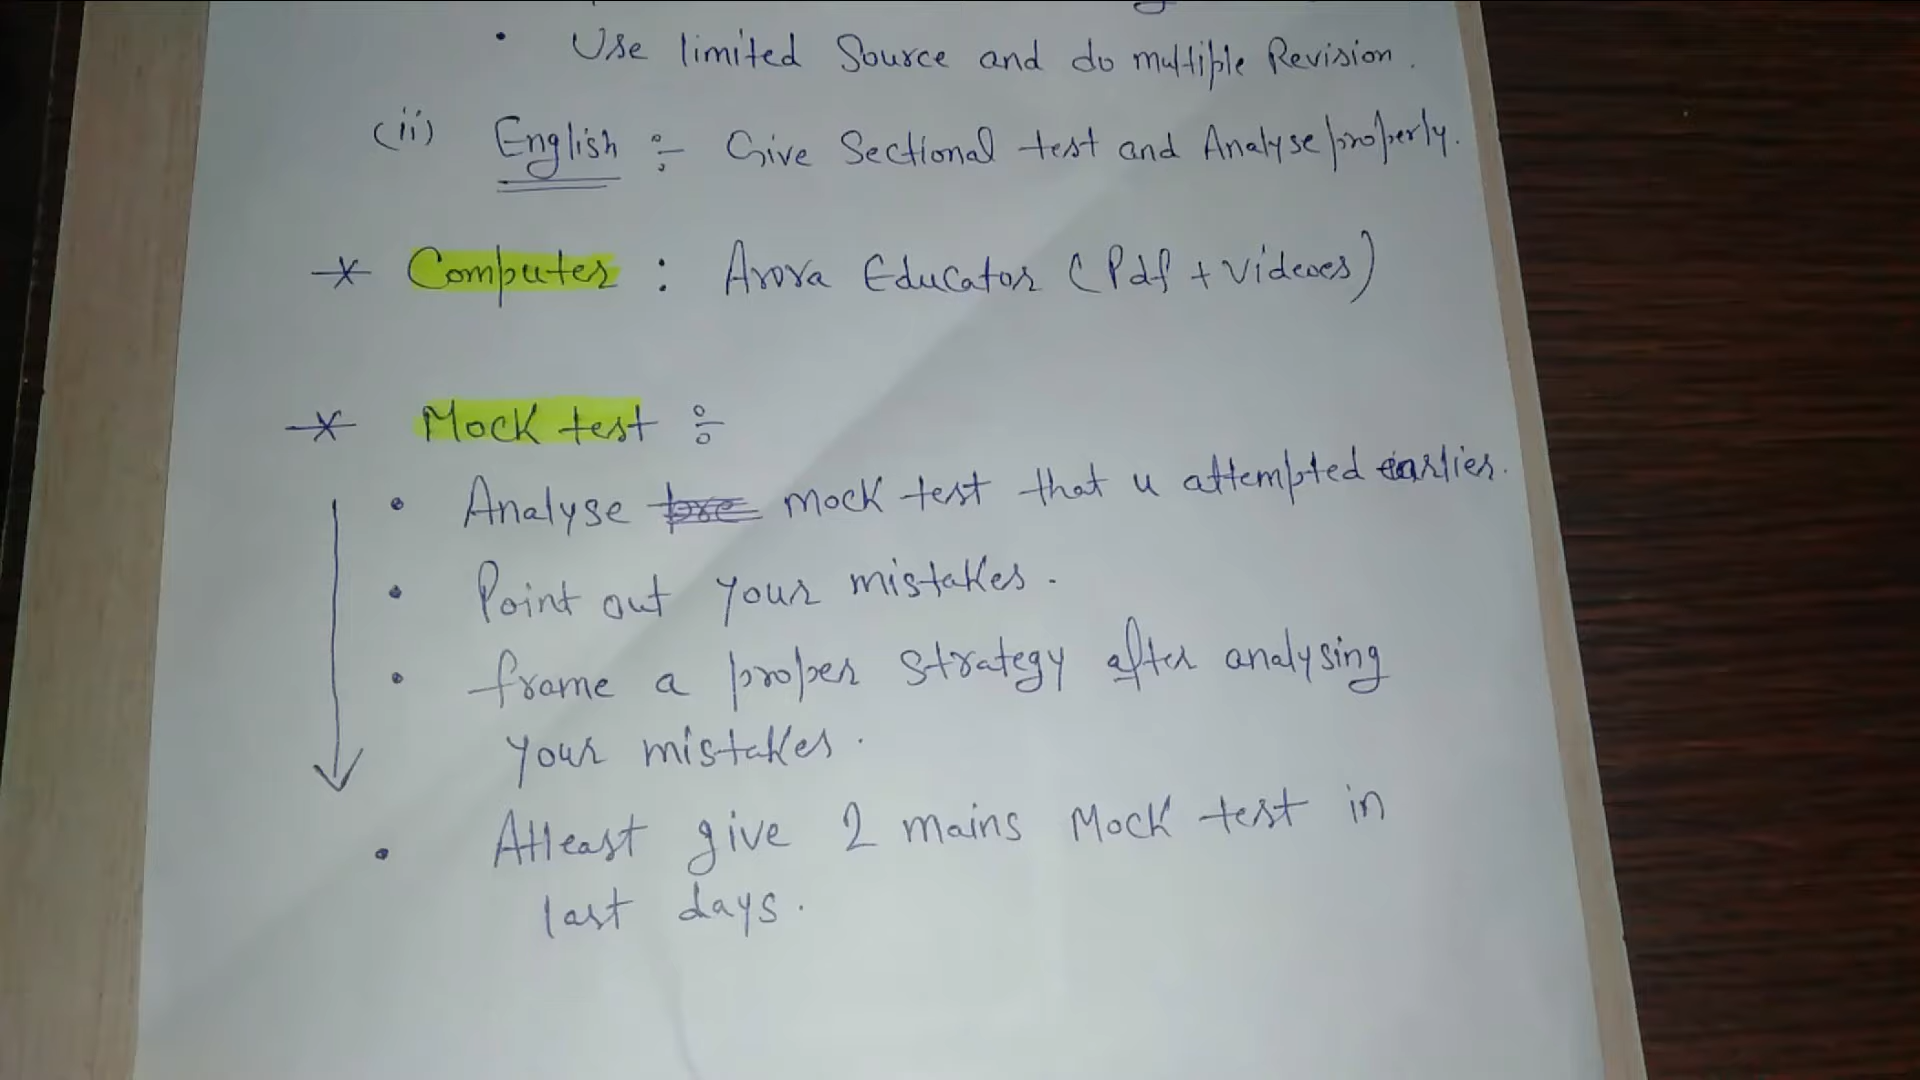 • Use limited Source and do multiple Revision.
(ii) English ÷ Give Sectional test and Analyse properly.
* Computer : Arora Educator (Pdf + Videoes)
* Mock test ÷
• Analyse mock test that u attempted earlier.
• Point out your mistakes.
• frame a proper strategy after analysing
your mistakes.
• Atleast give 2 mains Mock test in
last days.